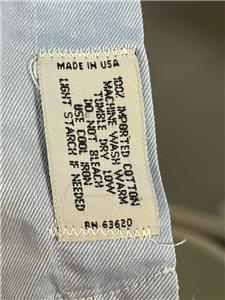 MADE IN USA
100% IMPORTED COTTON
MACHINE WASH WARM
TUMBLE DRY LOW
DO NOT BLEACH
USE COOL IRON
LIGHT STARCH IF NEEDED
RN 63620